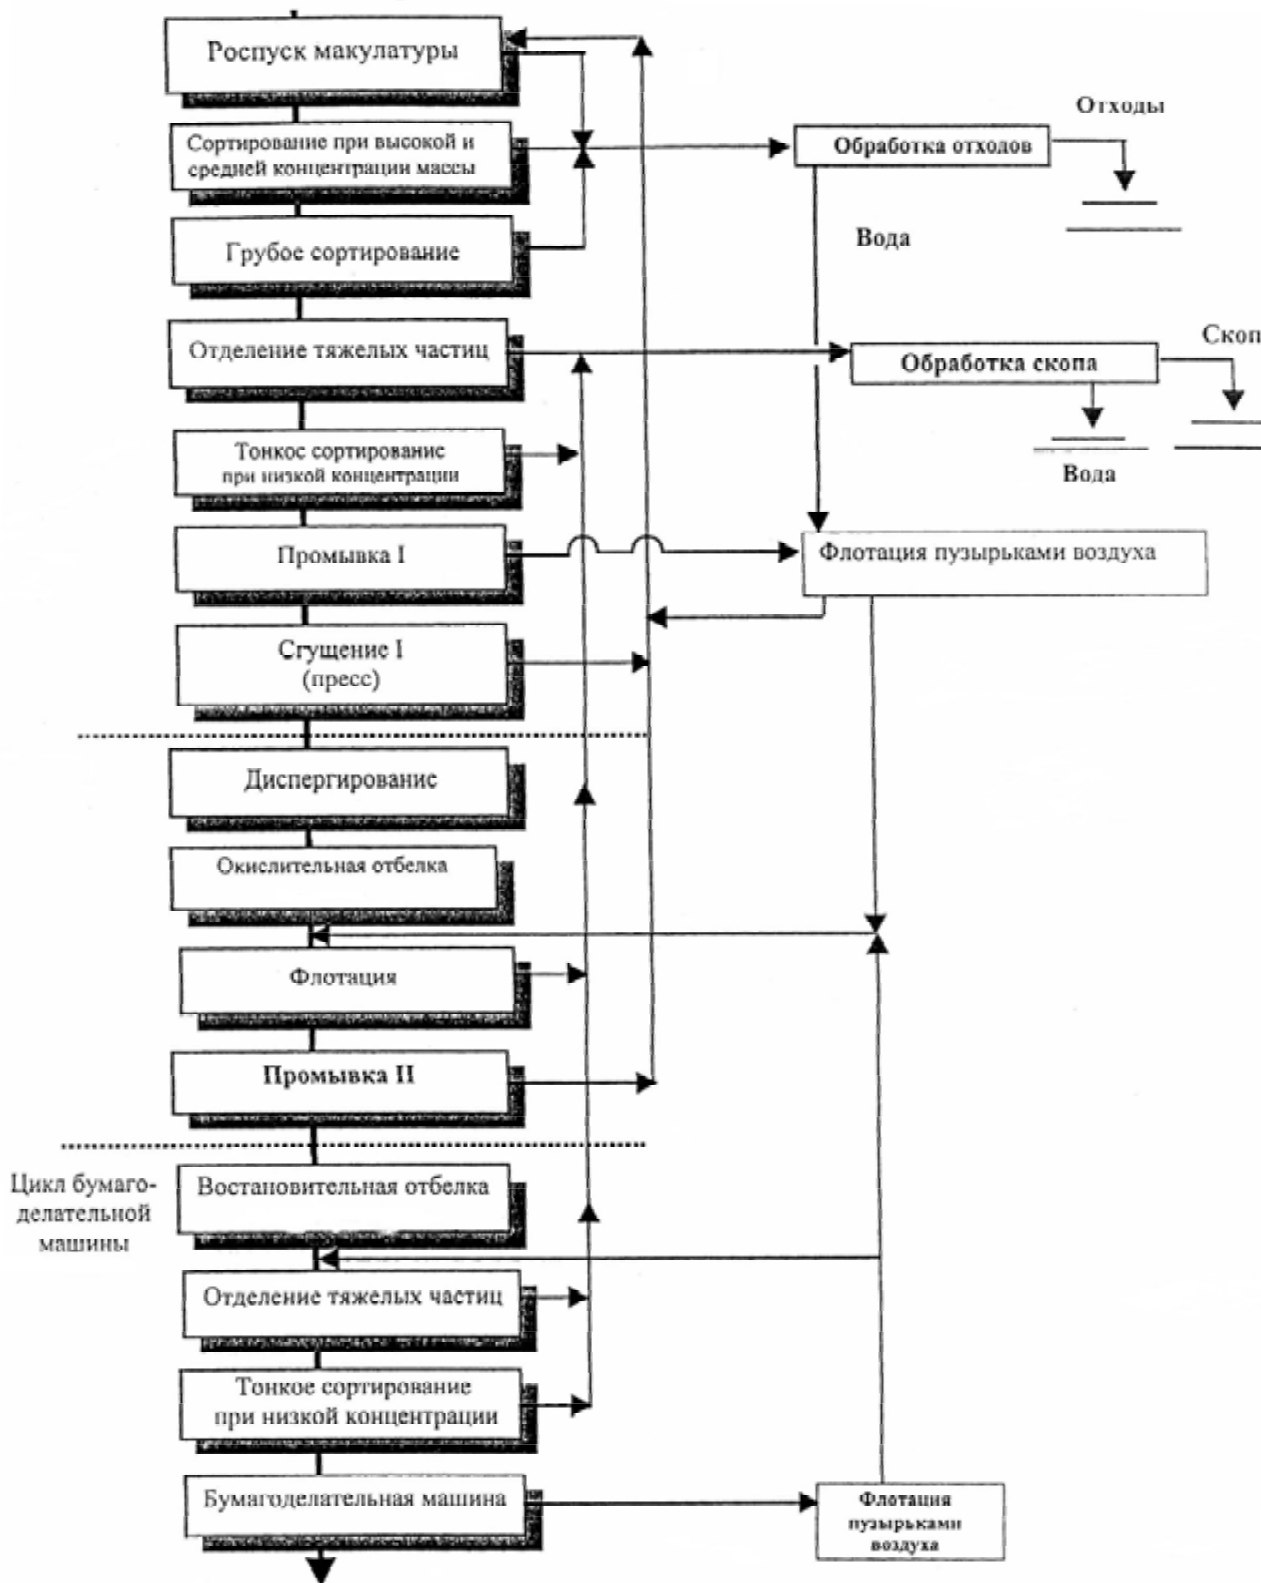 Роспуск макулатуры
Отходы
Сортирование при высокой и
средней концентрации массы
Обработка отходов
Вода
Грубое сортирование
Отделение тяжелых частиц
Скоп
Обработка скопа
Тонкос сортирование
при низкой концентрации
Вода
Промывка I
Флотация пузырьками воздуха
Сгущение I
(пресс)
Диспергирование
Окислительная отбелка
Флотация
Промывка II
Цикл бумаго-
делательной
машины
Востановительная отбелка
Отделение тяжелых частиц
Тонкое сортирование
при низкой концентрации
Бумагоделательная машина
Флотация
пузырьками
воздуха